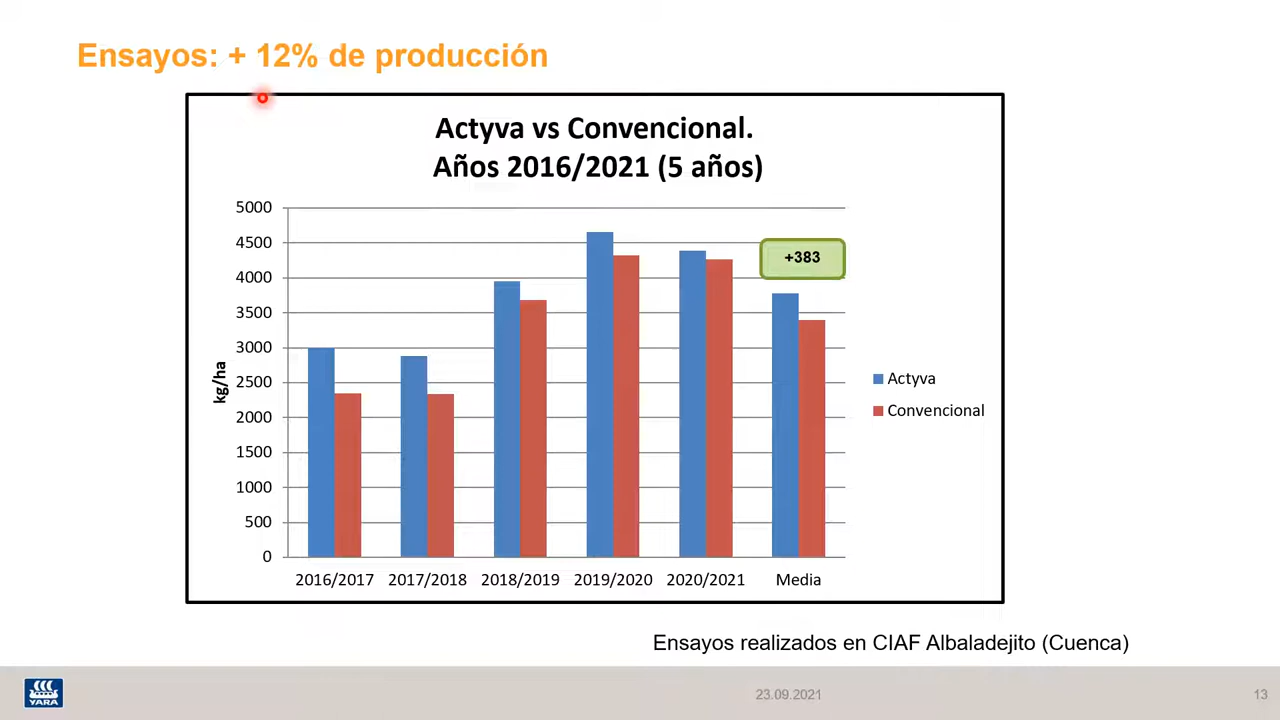 Ensayos: + 12% de producción
Actyva vs Convencional.
Años 2016/2021 (5 años)
5000
4500
4000
3500
3000
2500
2000
1500
1000
500
0
kg/ha
+383
Actyva
Convencional
2016/2017 2017/2018 2018/2019 2019/2020 2020/2021 Media
Ensayos realizados en CIAF Albaladejito (Cuenca)
YARA
23.09.2021
13